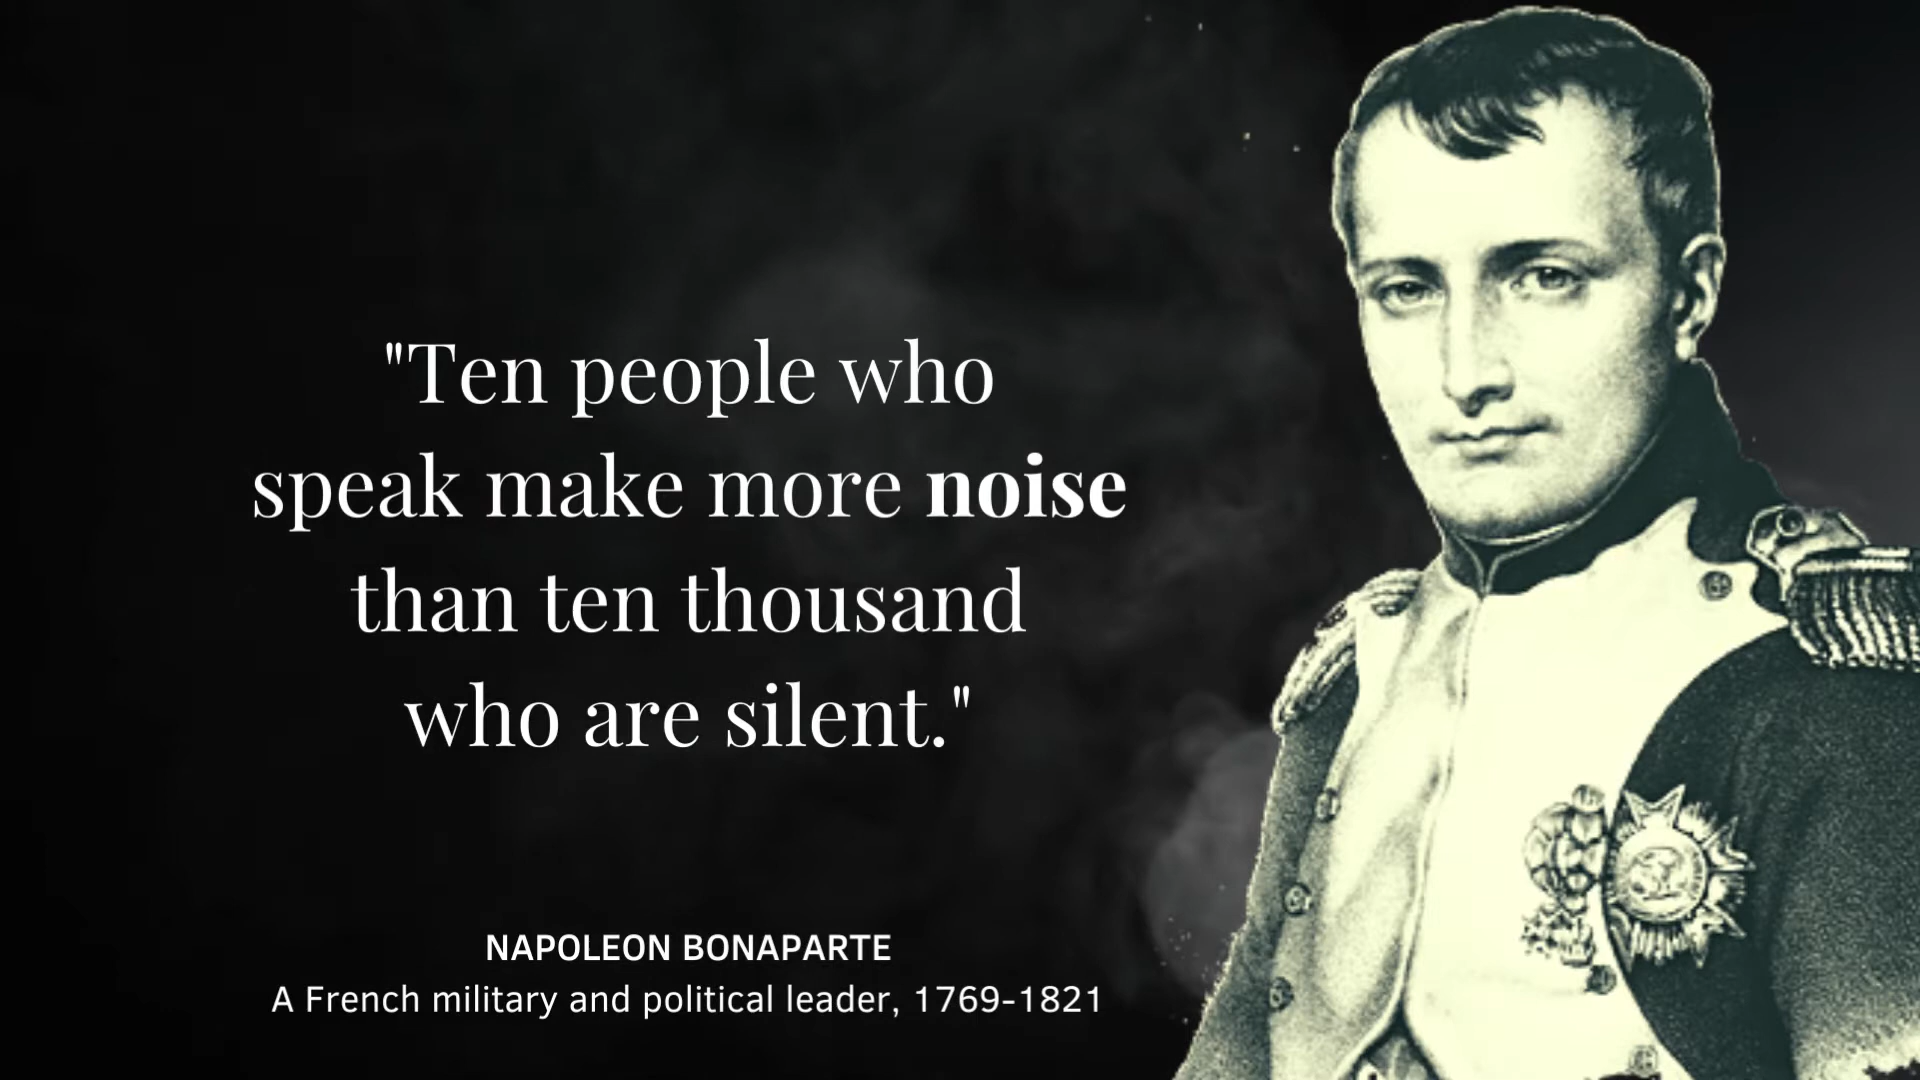 "Ten people who
speak make more noise
than ten thousand
who are silent."
NAPOLEON BONAPARTE
A French military and political leader, 1769-1821